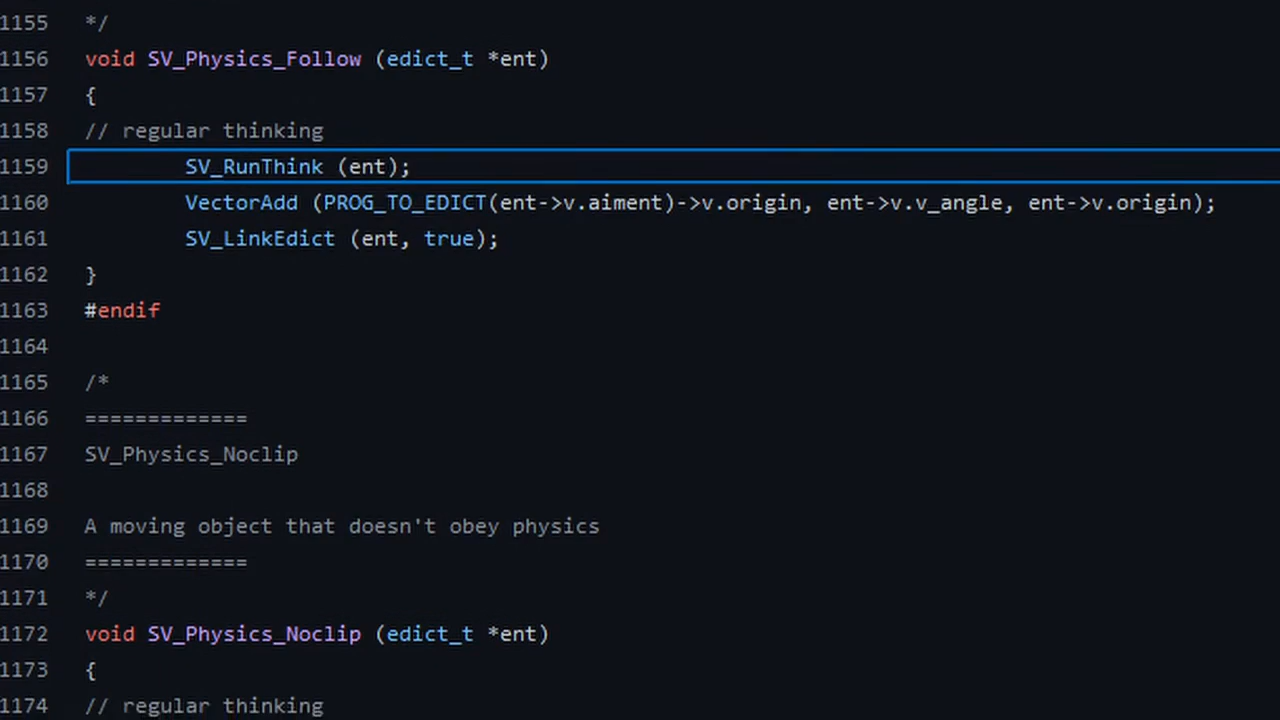 1155 */
1156 void SV_Physics_Follow (edict_t *ent)
1157 {
1158 // regular thinking
1159 SV_RunThink (ent);
1160 VectorAdd (PROG_TO_EDICT(ent->v.aiment)->v.origin, ent->v.v_angle, ent->v.origin);
1161 SV_LinkEdict (ent, true);
1162 }
1163 #endif
1164
1165 /*
1166 =============
1167 SV_Physics_Noclip
1168
1169 A moving object that doesn't obey physics
1170 =============
1171 */
1172 void SV_Physics_Noclip (edict_t *ent)
1173 {
1174 // regular thinking